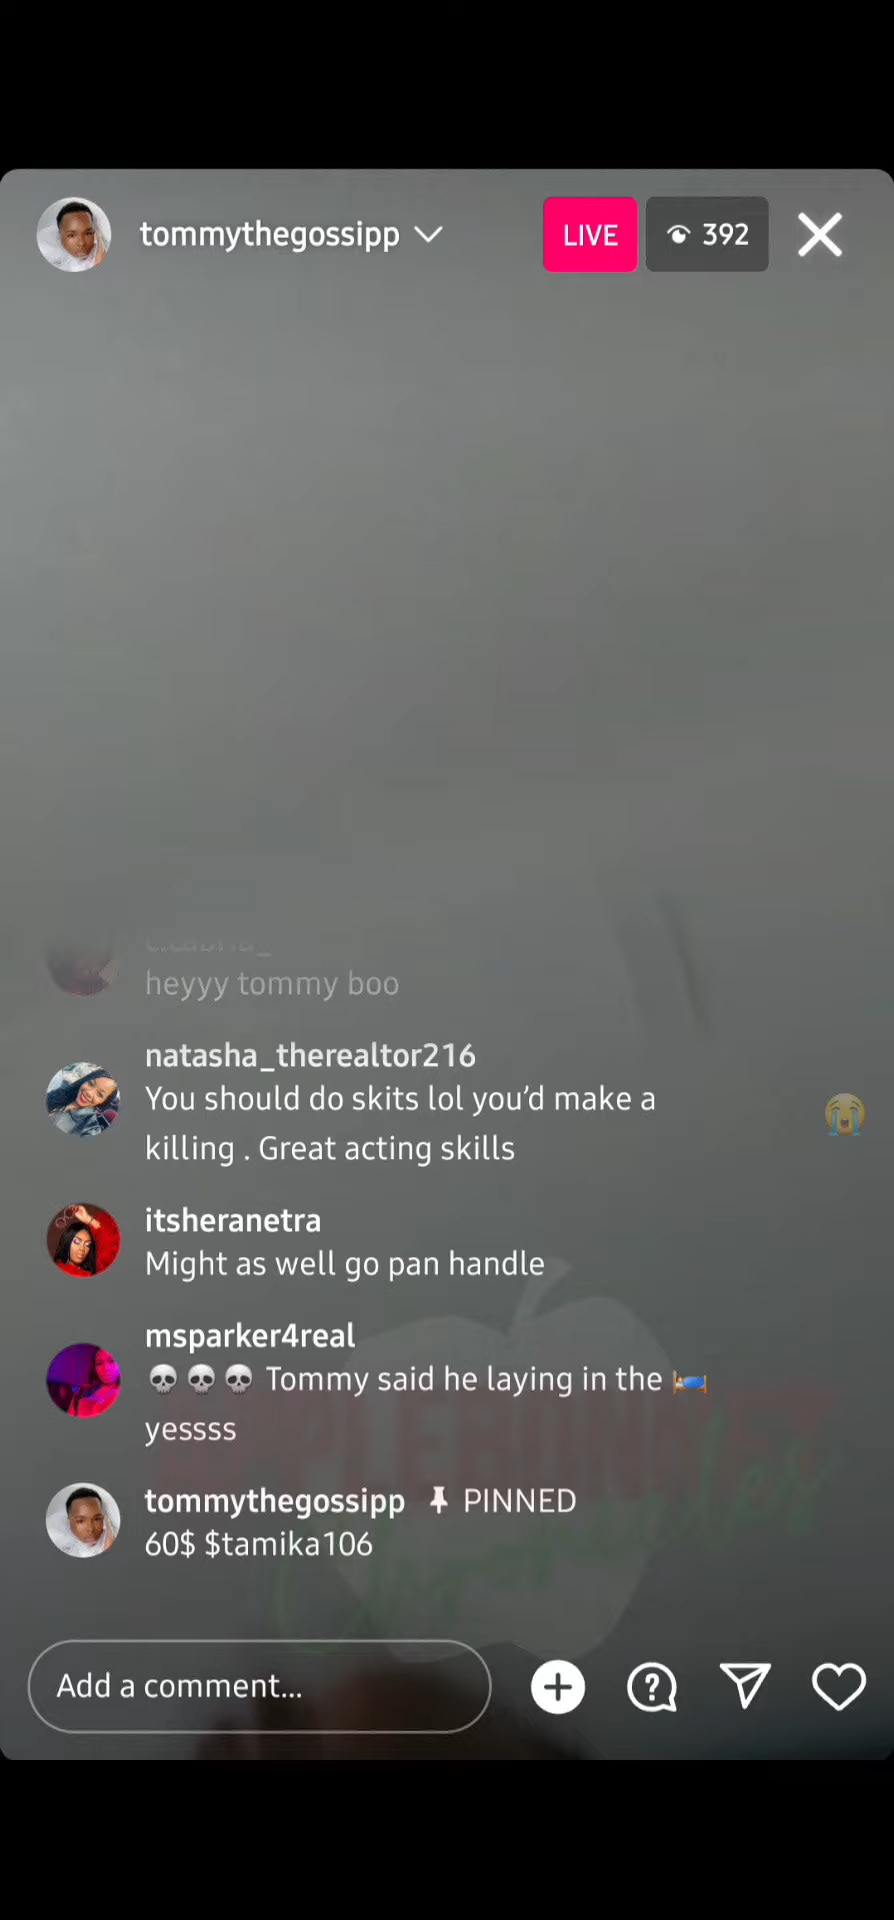 tommythegossipp
LIVE
392
heyyy tommy boo
natasha_therealtor216
You should do skits lol you’d make a
killing . Great acting skills
itsheranetra
Might as well go pan handle
msparker4real
💀💀💀 Tommy said he laying in the 🛌
yessss
tommythegossipp 📌 PINNED
60$ $tamika106
APPLEBONKEY
Chronicles
Add a comment...